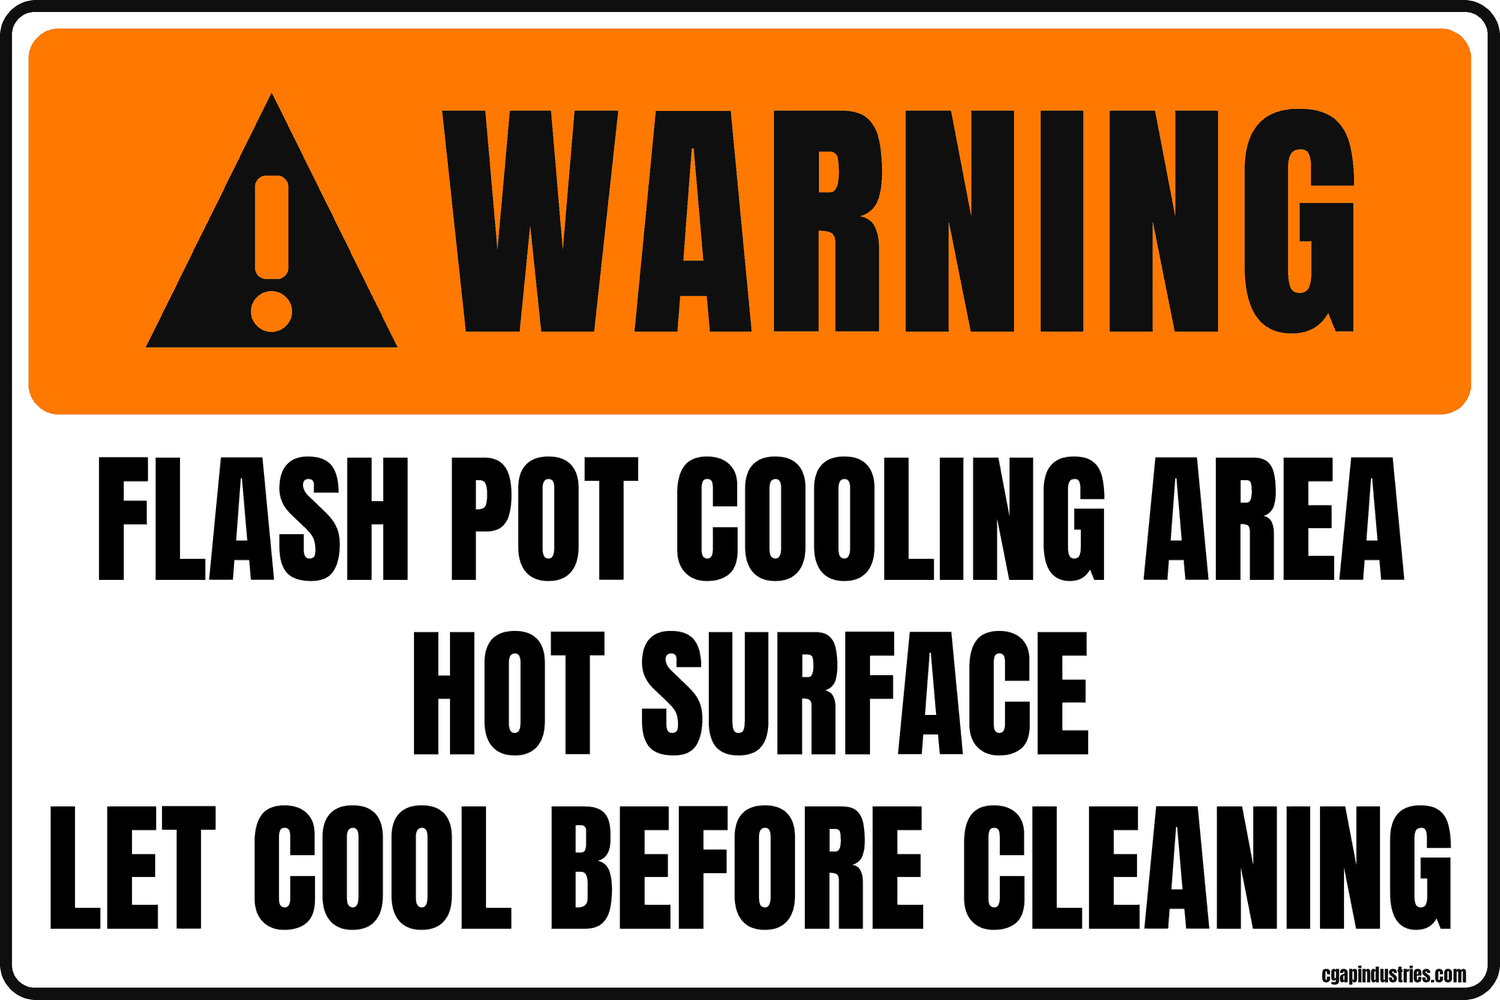 WARNING
FLASH POT COOLING AREA
HOT SURFACE
LET COOL BEFORE CLEANING
cgapindustries.com